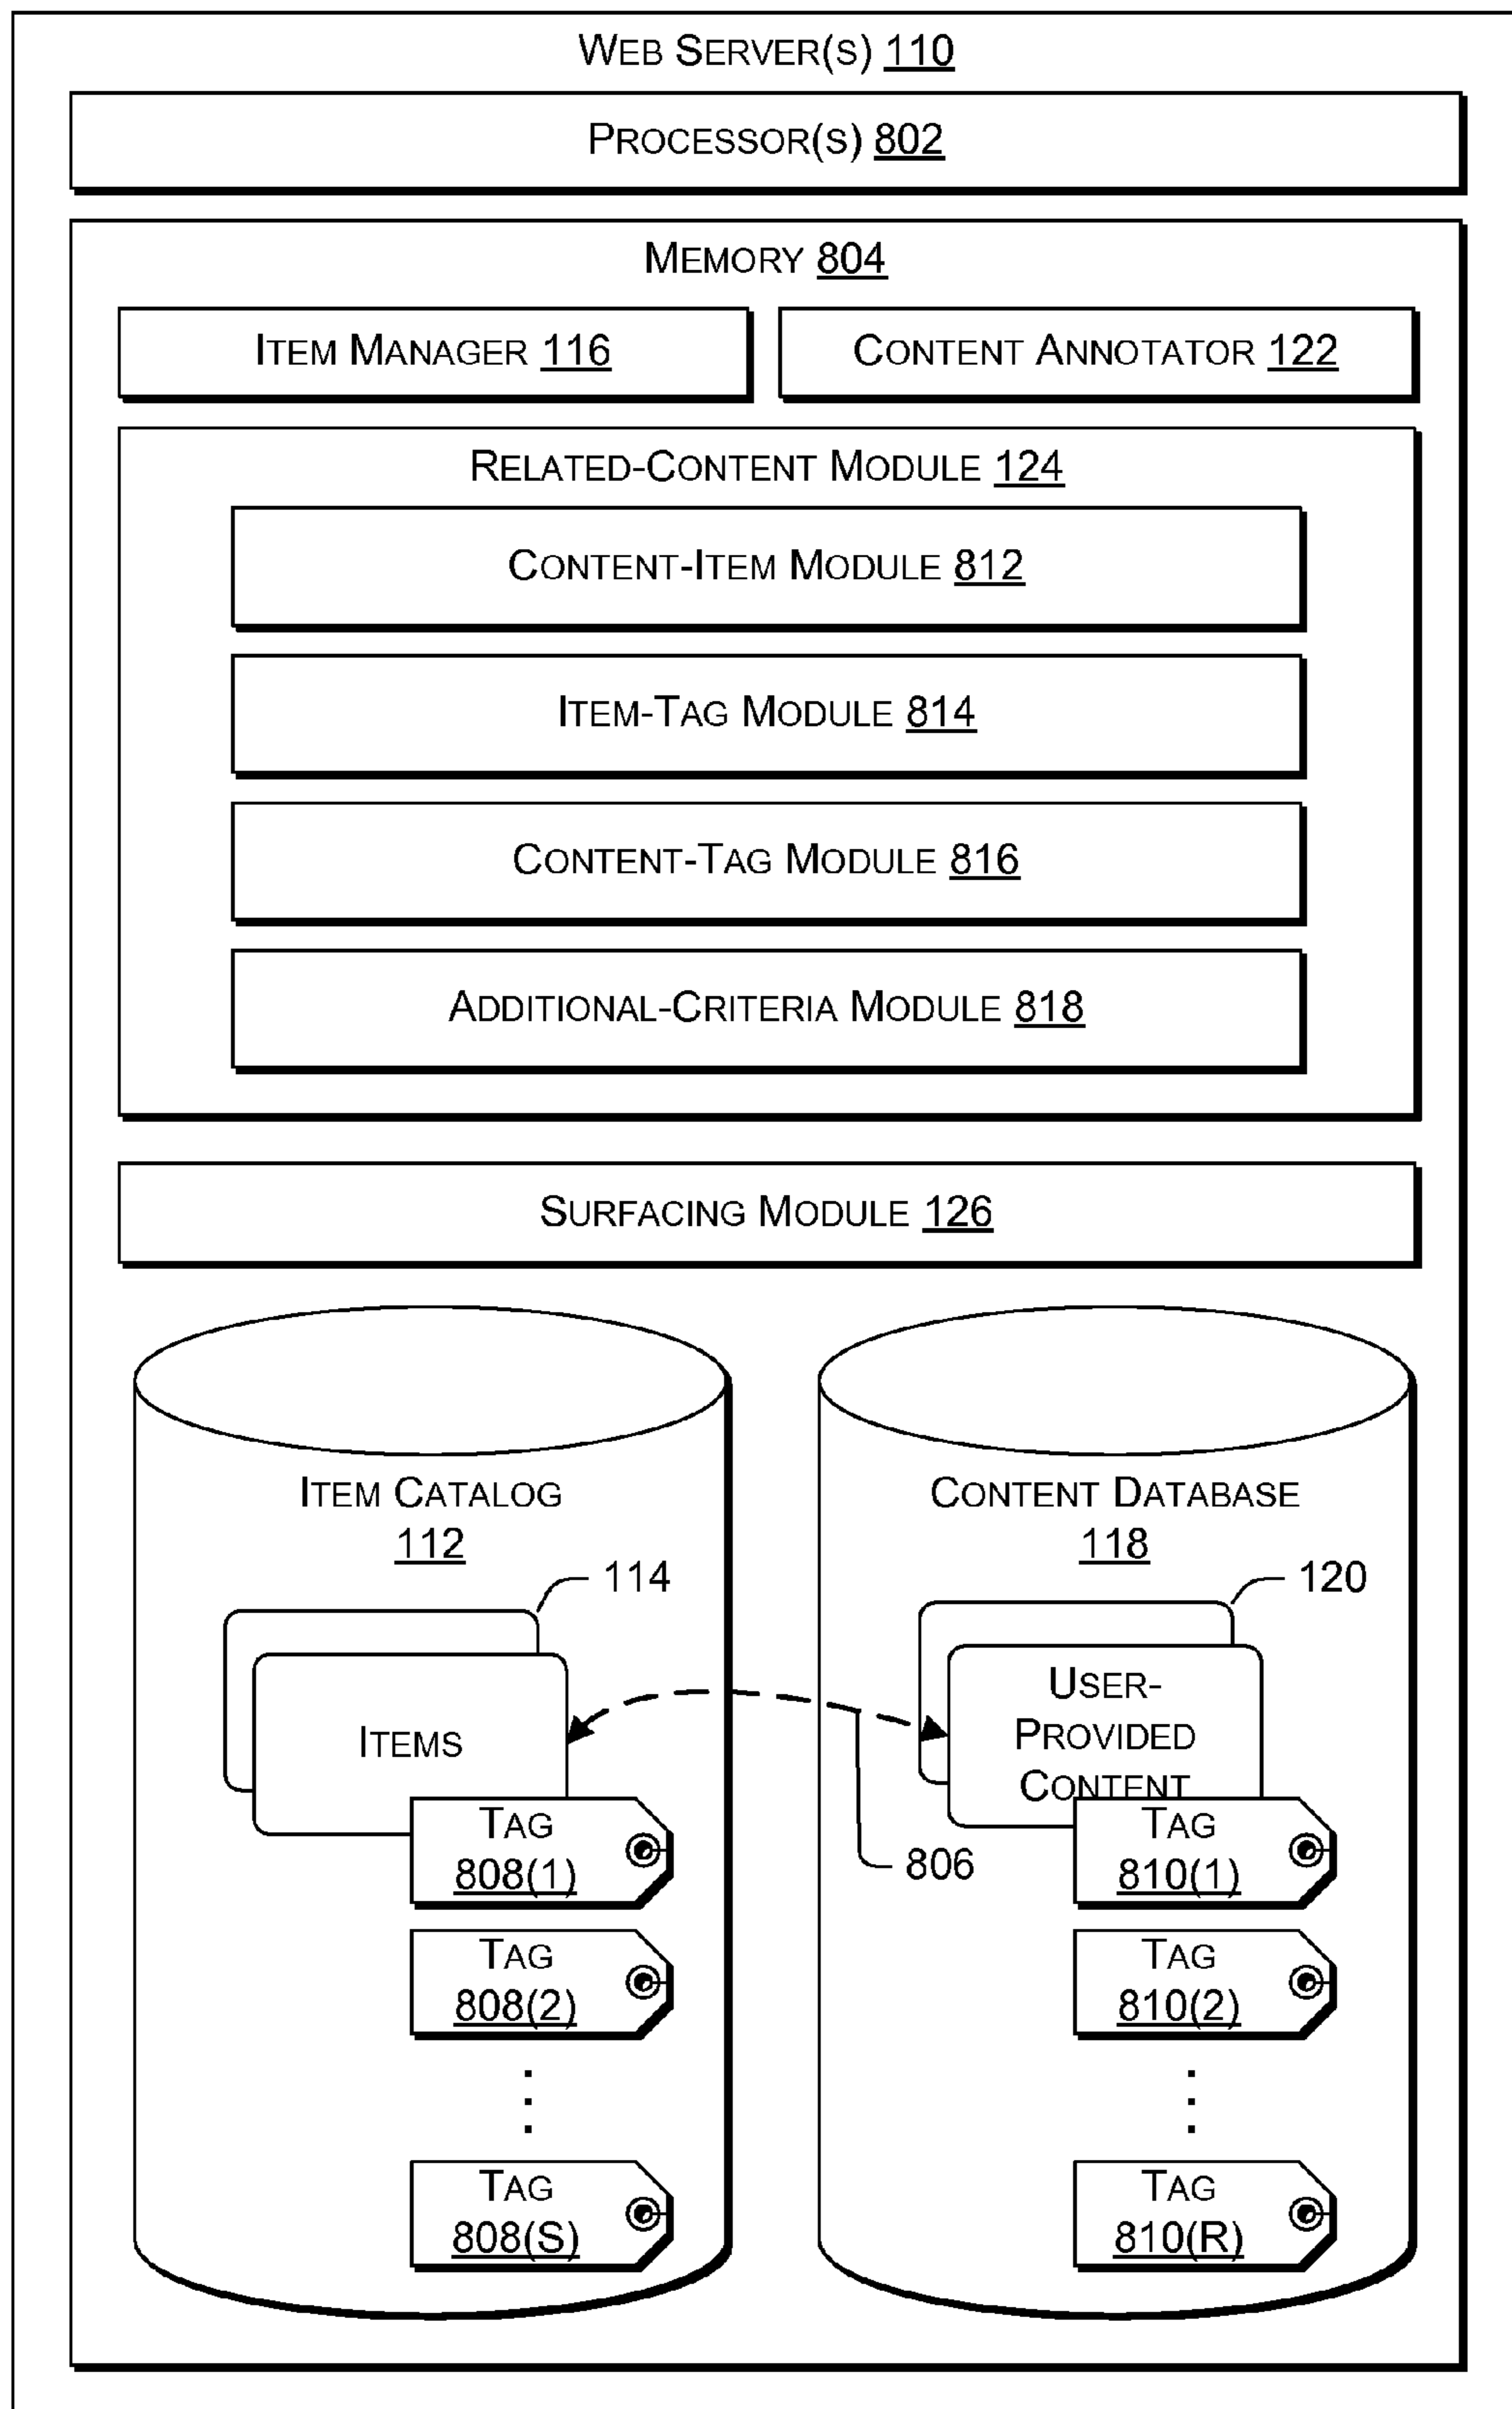 WEB SERVER(S) 110
PROCESSOR(S) 802
MEMORY 804
ITEM MANAGER 116
CONTENT ANNOTATOR 122
RELATED-CONTENT MODULE 124
CONTENT-ITEM MODULE 812
ITEM-TAG MODULE 814
CONTENT-TAG MODULE 816
ADDITIONAL-CRITERIA MODULE 818
SURFACING MODULE 126
ITEM CATALOG
112
114
ITEMS
TAG
808(1)
TAG
808(2)
TAG
808(S)
806
CONTENT DATABASE
118
120
USER-
PROVIDED
CONTENT
TAG
810(1)
TAG
810(2)
TAG
810(R)